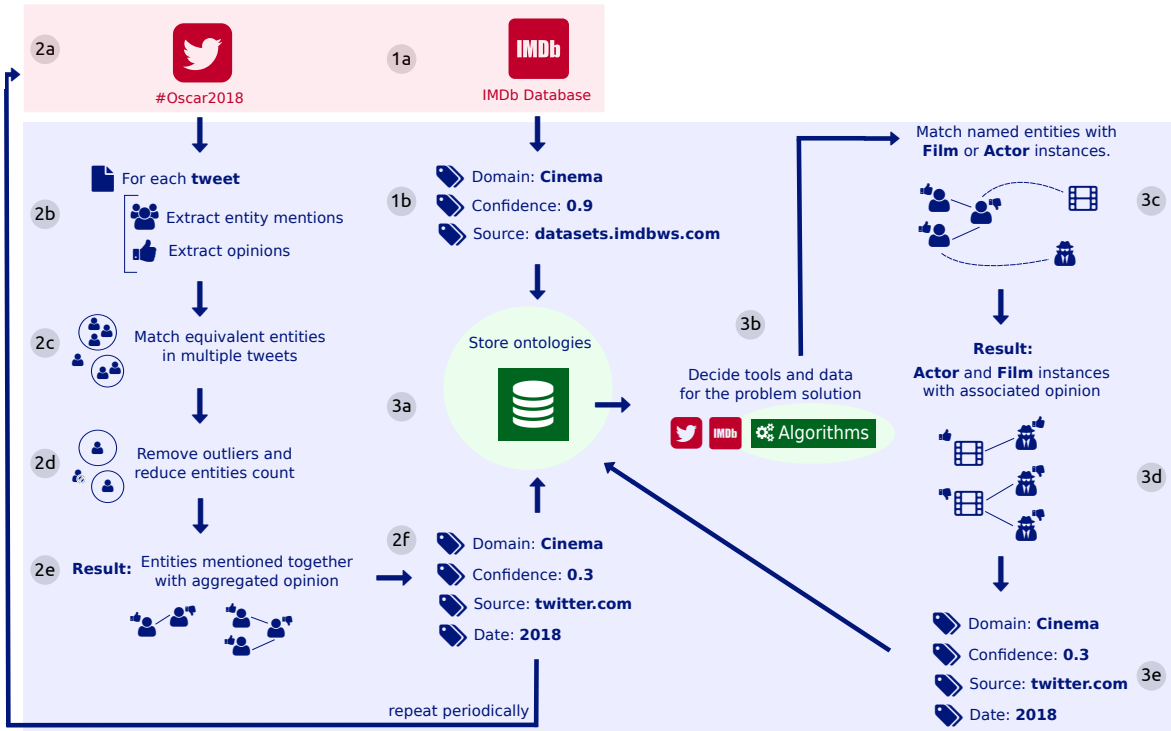 2a
#Oscar2018
1a
IMDb
IMDb Database
2b
For each tweet
Extract entity mentions
Extract opinions
1b
Domain: Cinema
Confidence: 0.9
Source: datasets.imdbws.com
2c
Match equivalent entities
in multiple tweets
2d
Remove outliers and
reduce entities count
2e
Result:
Entities mentioned together
with aggregated opinion
2f
Domain: Cinema
Confidence: 0.3
Source: twitter.com
Date: 2018
repeat periodically
3a
Store ontologies
3b
Decide tools and data
for the problem solution
IMDb
Algorithms
Match named entities with
Film or Actor instances.
3c
Result:
Actor and Film instances
with associated opinion
3d
Domain: Cinema
Confidence: 0.3
Source: twitter.com
Date: 2018
3e